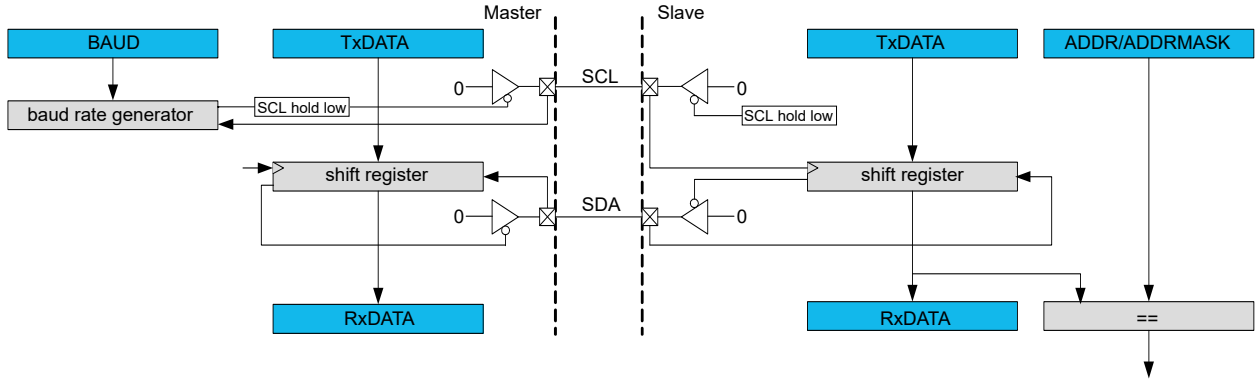 Master
Slave
BAUD
TxDATA
TxDATA
ADDR/ADDRMASK
0
SCL
0
SCL hold low
baud rate generator
SCL hold low
shift register
shift register
0
SDA
0
RxDATA
RxDATA
==